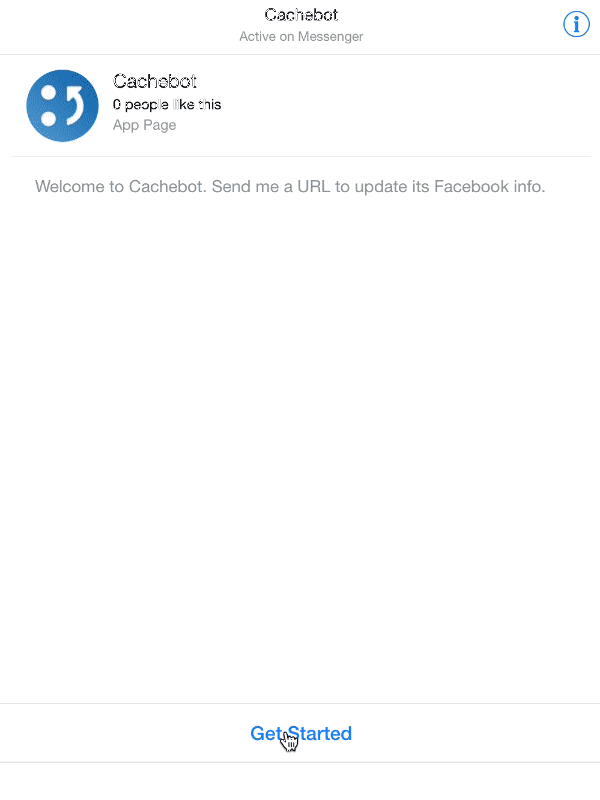 Cachebot
Active on Messenger
Cachebot
0 people like this
App Page
Welcome to Cachebot. Send me a URL to update its Facebook info.
Get Started